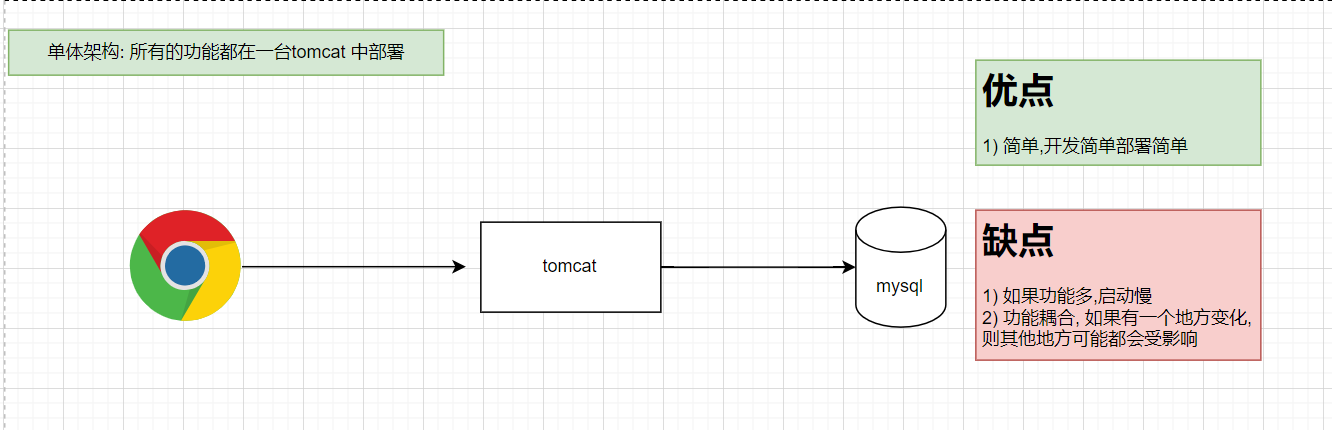 单体架构: 所有的功能都在一台tomcat 中部署
优点
1) 简单,开发简单部署简单
tomcat
mysql
缺点
1) 如果功能多,启动慢
2) 功能耦合, 如果有一个地方变化,
则其他地方可能都会受影响